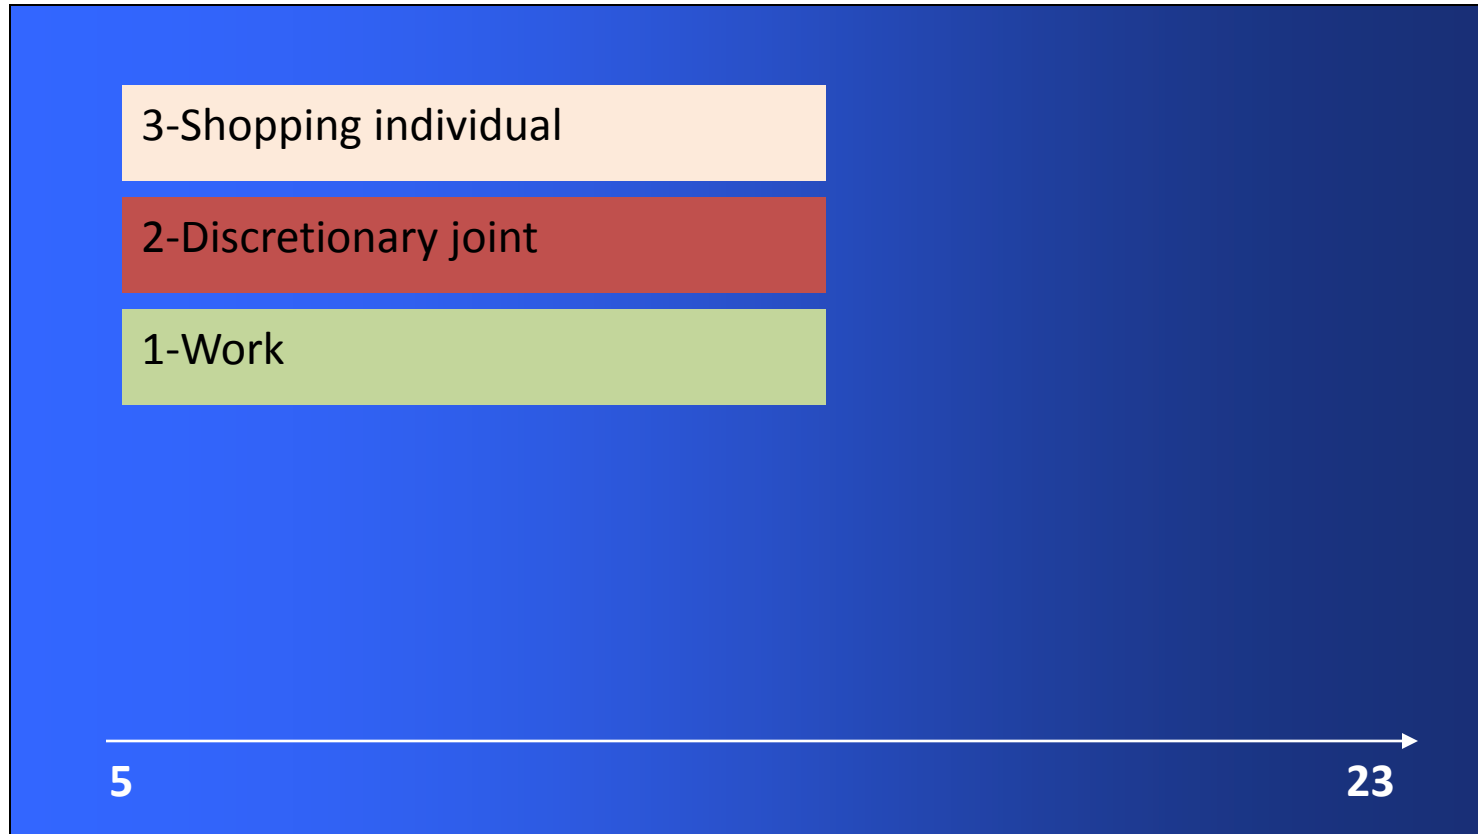 3-Shopping individual
2-Discretionary joint
1-Work
5
23